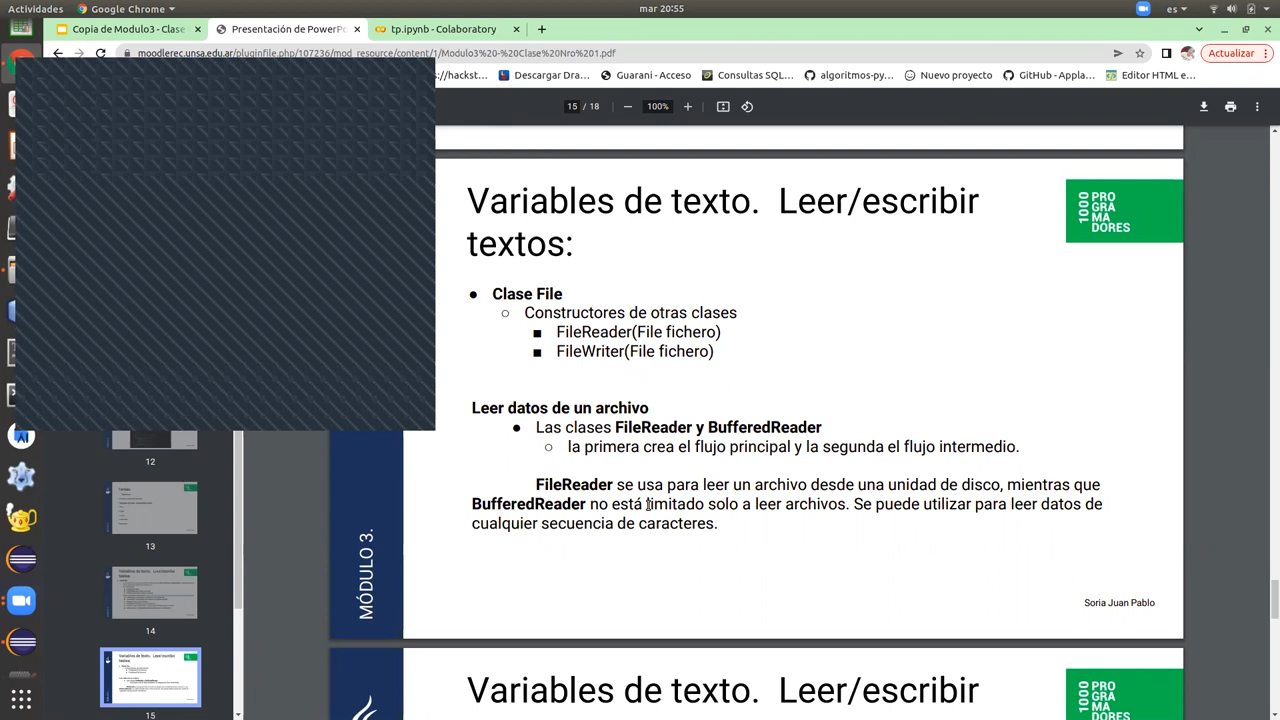 Actividades
Google Chrome
mar 20:55
es
Copia de Modulo3 - Clase
Presentación de PowerPo
tp.ipynb - Colaboratory
moodlerec.unsa.edu.ar/pluginfile.php/107236/mod_resource/content/1/Modulo3%20-%20Clase%20Nro%201.pdf
Actualizar
s://hackst...
Descargar Dra...
Guarani - Acceso
Consultas SQL...
algoritmos-py...
Nuevo proyecto
GitHub - Appla...
Editor HTML e...
15 / 18
100%
Variables de texto. Leer/escribir
textos:
1000 PRO
GRA
MA
DORES
● Clase File
○ Constructores de otras clases
■ FileReader(File fichero)
■ FileWriter(File fichero)
Leer datos de un archivo
● Las clases FileReader y BufferedReader
○ la primera crea el flujo principal y la segunda el flujo intermedio.
FileReader se usa para leer un archivo desde una unidad de disco, mientras que
BufferedReader no está limitado solo a leer archivos. Se puede utilizar para leer datos de
cualquier secuencia de caracteres.
MÓDULO 3.
Soria Juan Pablo
12
13
14
15
Variables de texto. Leer/escribir
1000 PRO
GRA
MA